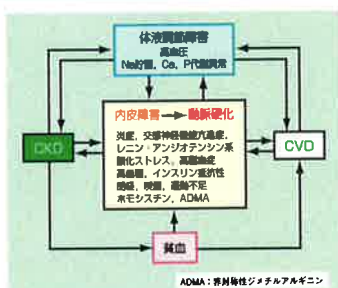 体液調節障害
高血圧
Na貯留, Ca, P代謝異常
内皮障害 → 動脈硬化
炎症, 交感神経機能亢進症,
レニン・アンジオテンシン系
酸化ストレス, 高脂血症
高血糖, インスリン抵抗性
肥満, 喫煙, 運動不足
ホモシスチン, ADMA
CKD
CVD
貧血
ADMA:非対称性ジメチルアルギニン